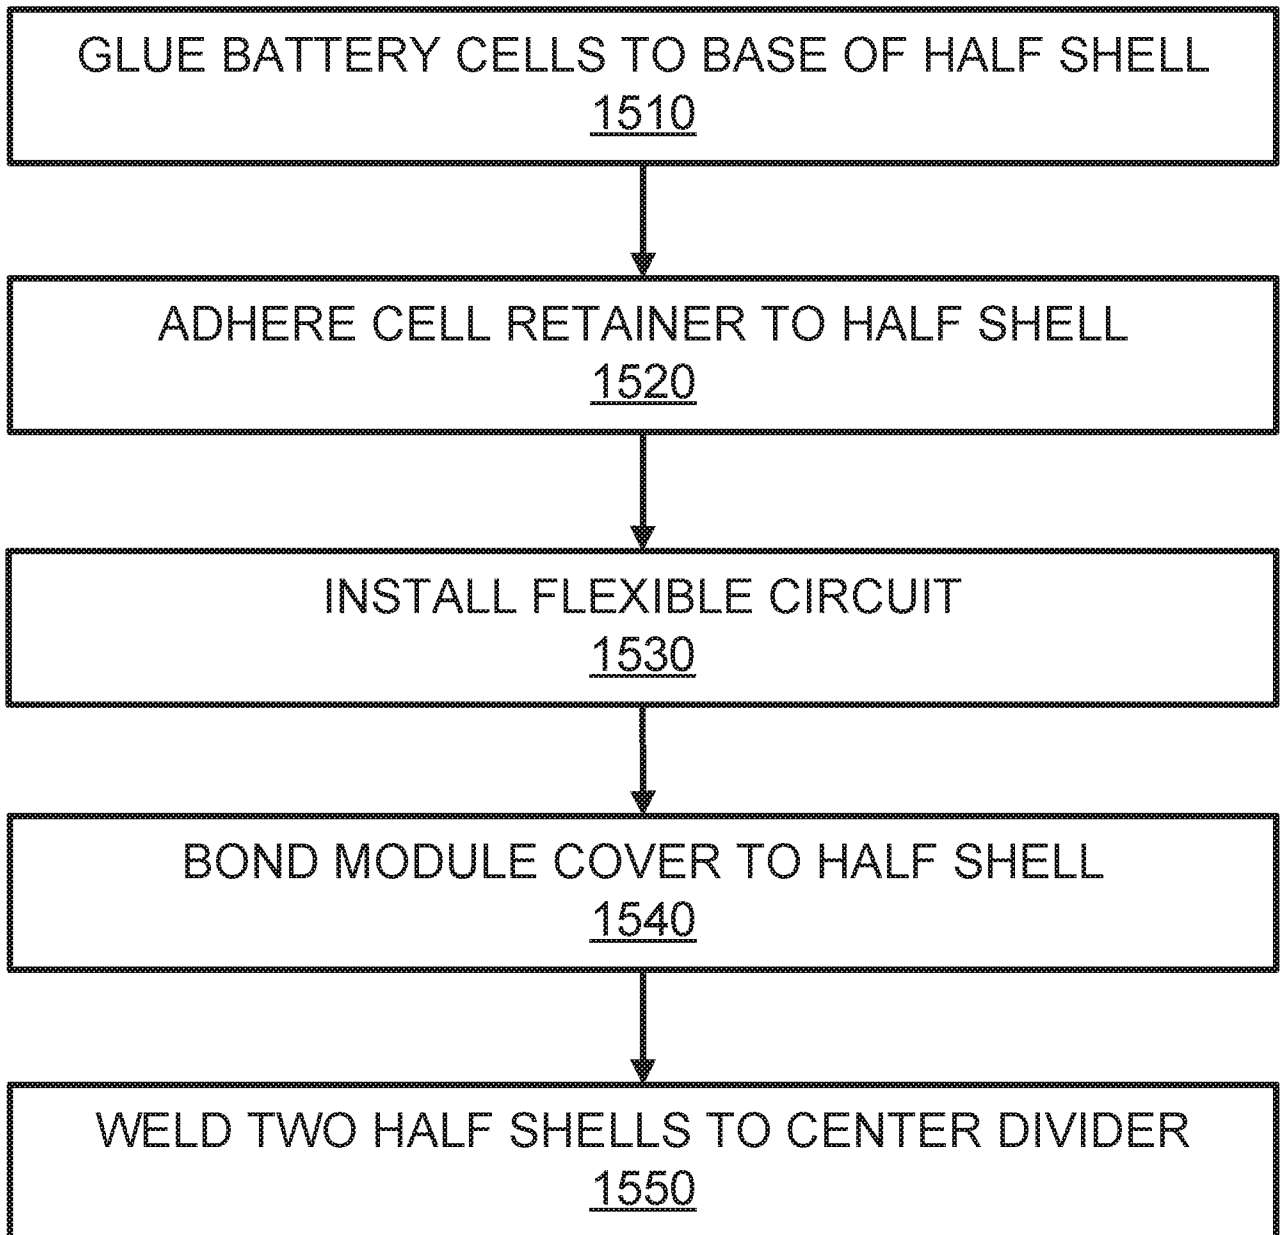 GLUE BATTERY CELLS TO BASE OF HALF SHELL
1510
ADHERE CELL RETAINER TO HALF SHELL
1520
INSTALL FLEXIBLE CIRCUIT
1530
BOND MODULE COVER TO HALF SHELL
1540
WELD TWO HALF SHELLS TO CENTER DIVIDER
1550